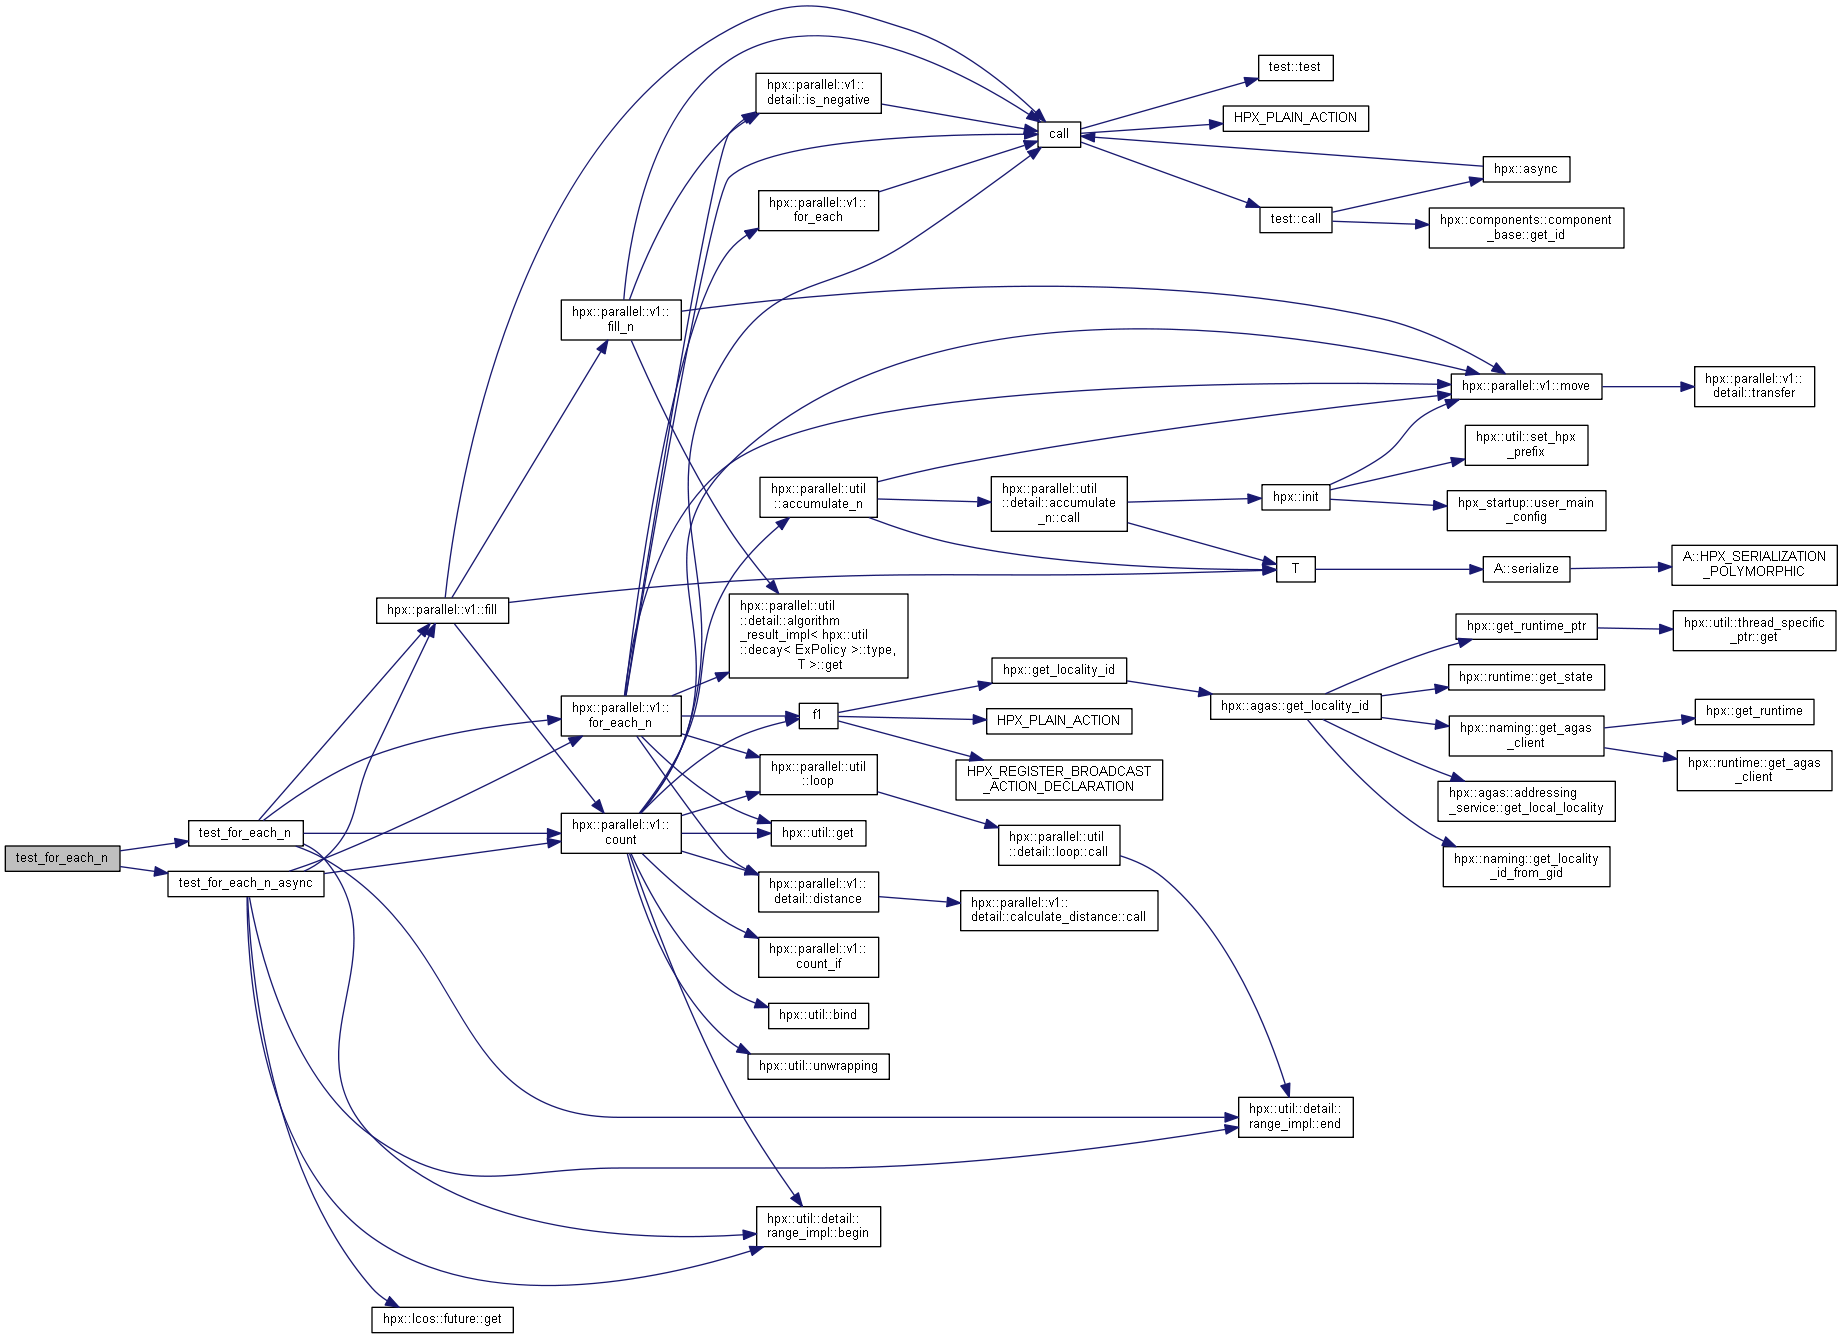 test_for_each_n
test_for_each_n
test_for_each_n_async
hpx::parallel::v1::fill
hpx::lcos::future::get
hpx::parallel::v1::
fill_n
hpx::parallel::v1::
for_each_n
hpx::parallel::v1::
count
hpx::parallel::v1::
detail::is_negative
hpx::parallel::v1::
for_each
hpx::parallel::util
::accumulate_n
hpx::parallel::util
::detail::algorithm
_result_impl< hpx::util
::decay< ExPolicy >::type,
T >::get
f1
hpx::parallel::util
::loop
hpx::util::get
hpx::parallel::v1::
detail::distance
hpx::parallel::v1::
count_if
hpx::util::bind
hpx::util::unwrapping
hpx::util::detail::
range_impl::begin
call
hpx::parallel::util
::detail::accumulate
_n::call
hpx::get_locality_id
HPX_PLAIN_ACTION
HPX_REGISTER_BROADCAST
_ACTION_DECLARATION
hpx::parallel::util
::detail::loop::call
hpx::parallel::v1::
detail::calculate_distance::call
test::test
HPX_PLAIN_ACTION
test::call
hpx::init
T
hpx::agas::get_locality_id
hpx::util::detail::
range_impl::end
hpx::async
hpx::components::component
_base::get_id
hpx::parallel::v1::move
hpx::util::set_hpx
_prefix
hpx_startup::user_main
_config
A::serialize
hpx::get_runtime_ptr
hpx::runtime::get_state
hpx::naming::get_agas
_client
hpx::agas::addressing
_service::get_local_locality
hpx::naming::get_locality
_id_from_gid
hpx::parallel::v1::
detail::transfer
A::HPX_SERIALIZATION
_POLYMORPHIC
hpx::util::thread_specific
_ptr::get
hpx::get_runtime
hpx::runtime::get_agas
_client